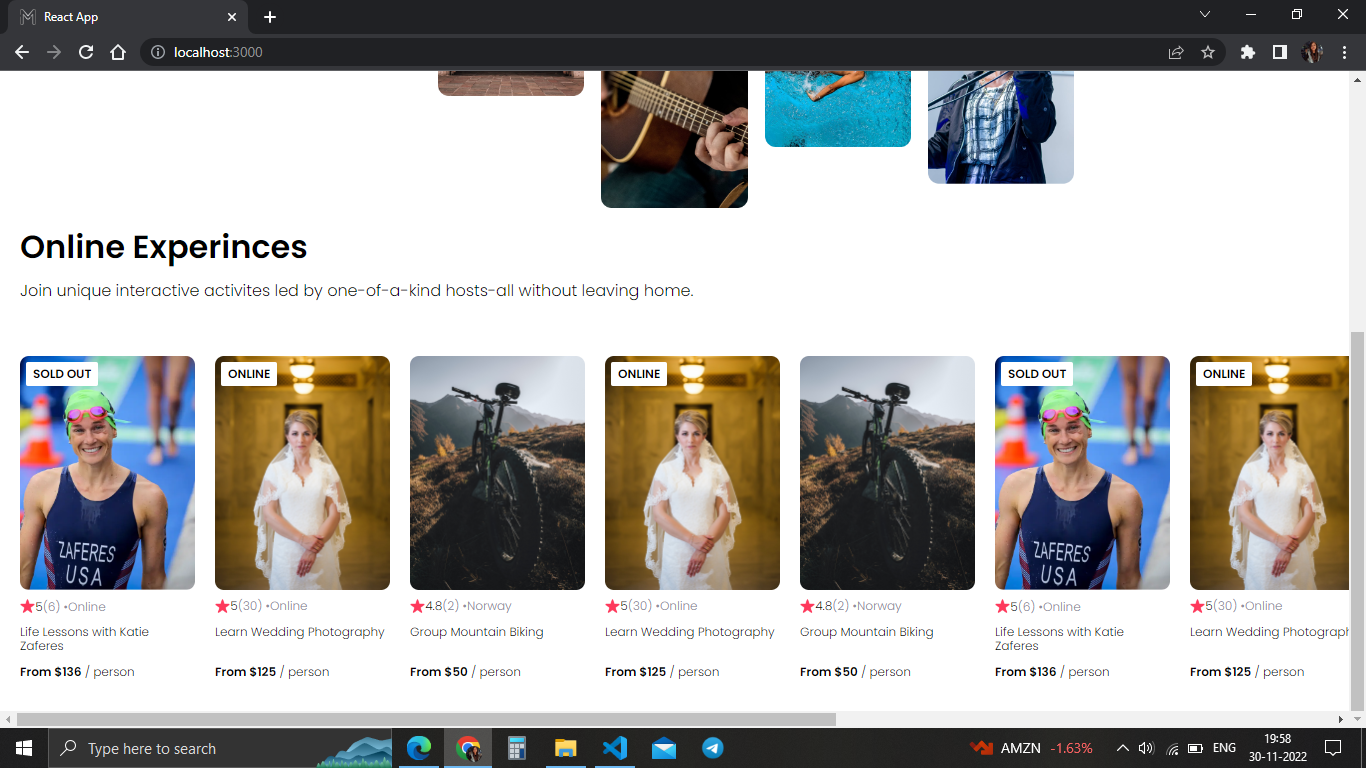 React App
localhost:3000
Online Experinces
Join unique interactive activites led by one-of-a-kind hosts-all without leaving home.
SOLD OUT
ONLINE
ONLINE
SOLD OUT
ONLINE
ZAFERES
USA
ZAFERES
USA
5(6) •Online
5(30) •Online
4.8(2) •Norway
5(30) •Online
4.8(2) •Norway
5(6) •Online
5(30) •Online
Life Lessons with Katie
Zaferes
Learn Wedding Photography
Group Mountain Biking
Learn Wedding Photography
Group Mountain Biking
Life Lessons with Katie
Zaferes
Learn Wedding Photograph
From $136 / person
From $125 / person
From $50 / person
From $125 / person
From $50 / person
From $136 / person
From $125 / person
Type here to search
AMZN -1.63%
ENG
19:58
30-11-2022